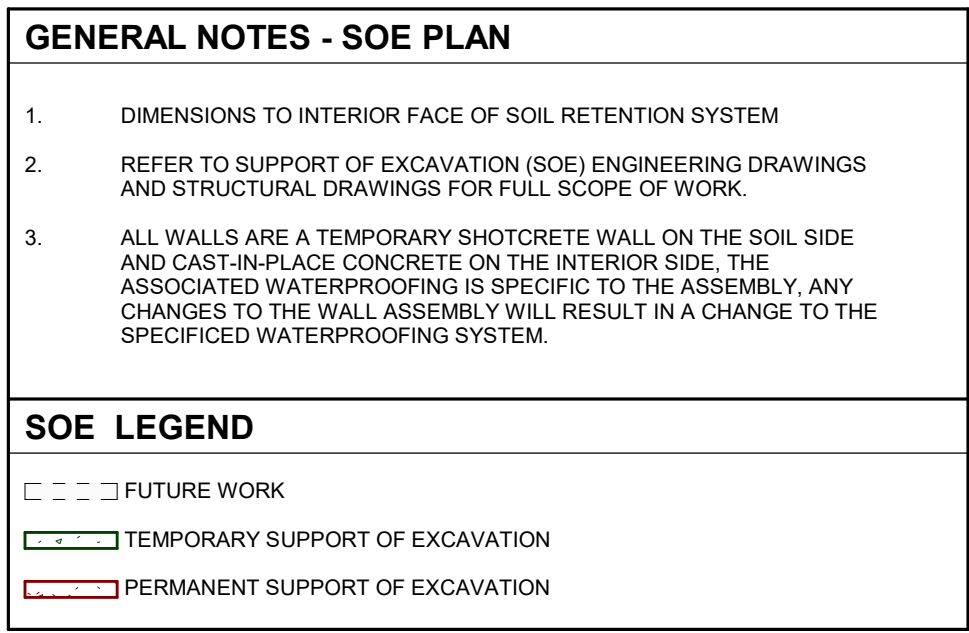 GENERAL NOTES - SOE PLAN
1. DIMENSIONS TO INTERIOR FACE OF SOIL RETENTION SYSTEM
2. REFER TO SUPPORT OF EXCAVATION (SOE) ENGINEERING DRAWINGS
AND STRUCTURAL DRAWINGS FOR FULL SCOPE OF WORK.
3. ALL WALLS ARE A TEMPORARY SHOTCRETE WALL ON THE SOIL SIDE
AND CAST-IN-PLACE CONCRETE ON THE INTERIOR SIDE, THE
ASSOCIATED WATERPROOFING IS SPECIFIC TO THE ASSEMBLY, ANY
CHANGES TO THE WALL ASSEMBLY WILL RESULT IN A CHANGE TO THE
SPECIFICED WATERPROOFING SYSTEM.
SOE LEGEND
FUTURE WORK
TEMPORARY SUPPORT OF EXCAVATION
PERMANENT SUPPORT OF EXCAVATION